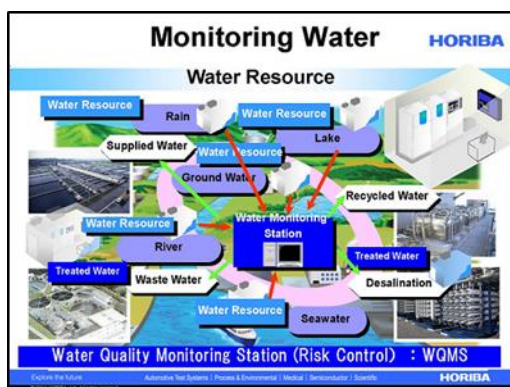 Monitoring Water
HORIBA
Water Resource
Water Resource
Rain
Water Resource
Lake
Supplied Water
Water Resource
Ground Water
Recycled Water
Water Monitoring
Station
Water Resource
River
Treated Water
Treated Water
Waste Water
Desalination
Water Resource
Seawater
Water Quality Monitoring Station (Risk Control) : WQMS
Explore the future
Automotive Test Systems | Process & Environmental | Medical | Semiconductor | Scientific
HORIBA